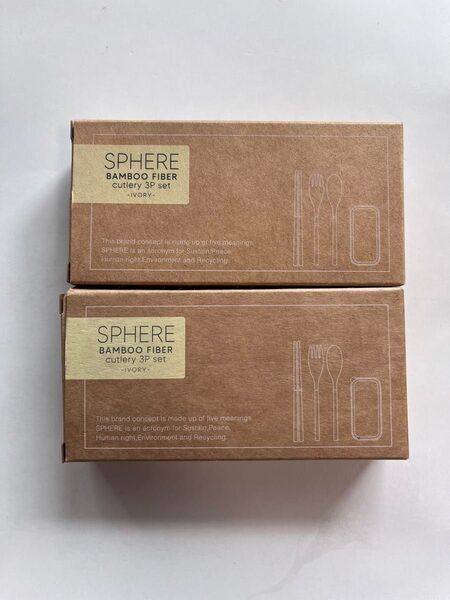 SPHERE
BAMBOO FIBER
cutlery 3P set
-IVORY-
This brand concept is made up of five meanings.
SPHERE is an acronym for Sustain,Peace,
Human right,Environment and Recycling.
SPHERE
BAMBOO FIBER
cutlery 3P set
-IVORY-
This brand concept is made up of five meanings.
SPHERE is an acronym for Sustain,Peace,
Human right,Environment and Recycling.